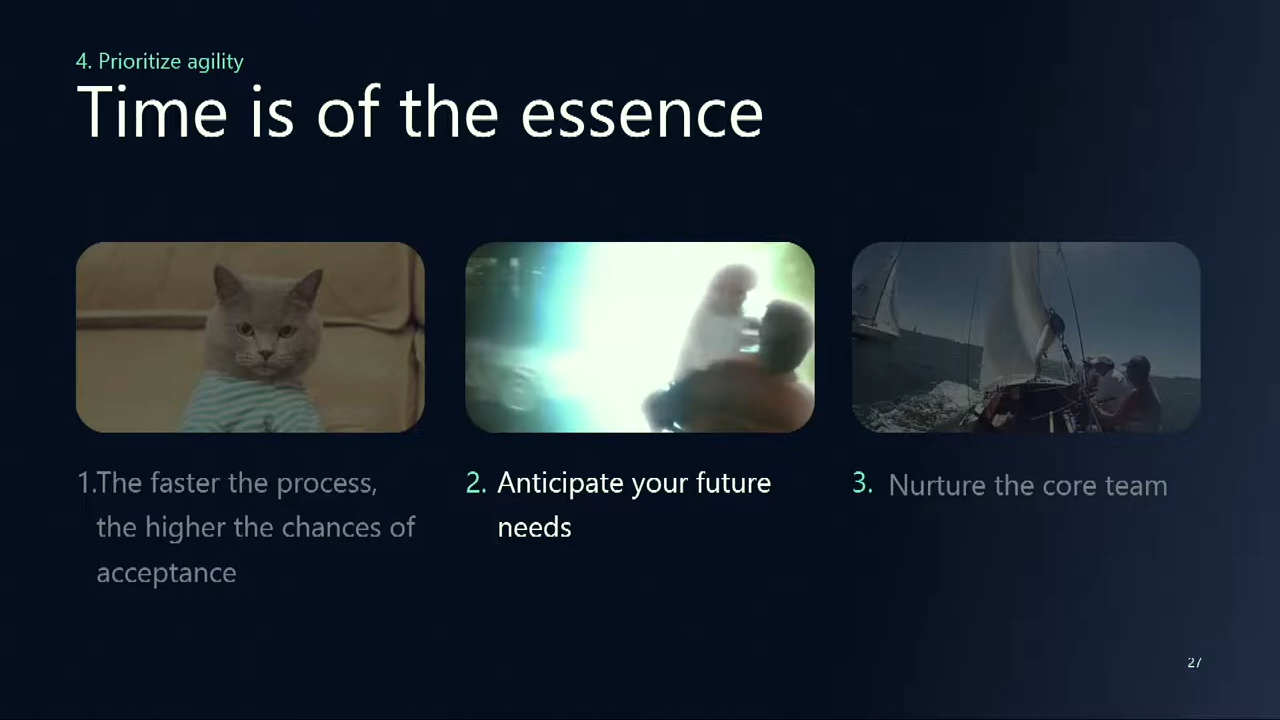 4. Prioritize agility
Time is of the essence
1.The faster the process,
the higher the chances of
acceptance
2. Anticipate your future
needs
3. Nurture the core team
27